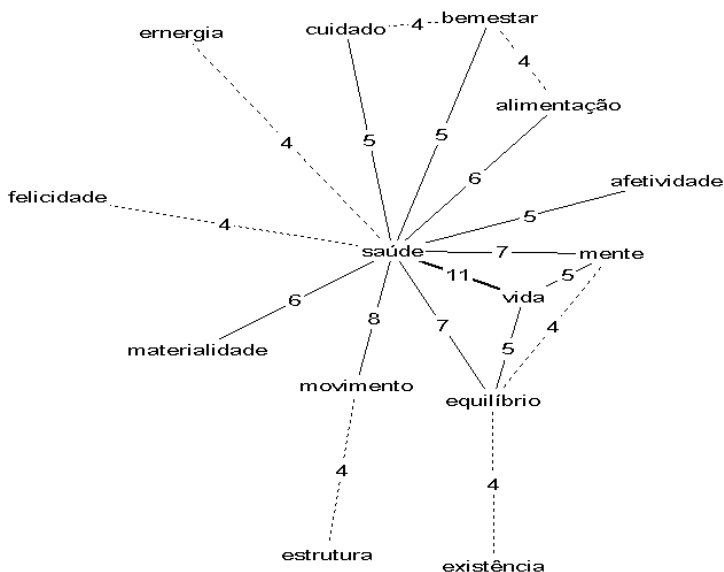 bemestar
ernergia
cuidado
4
4
alimentação
5
5
4
6
afetividade
felicidade
5
4
saúde
7
mente
11
5
vida
6
8
7
4
5
materialidade
movimento
equilíbrio
4
4
estrutura
existência